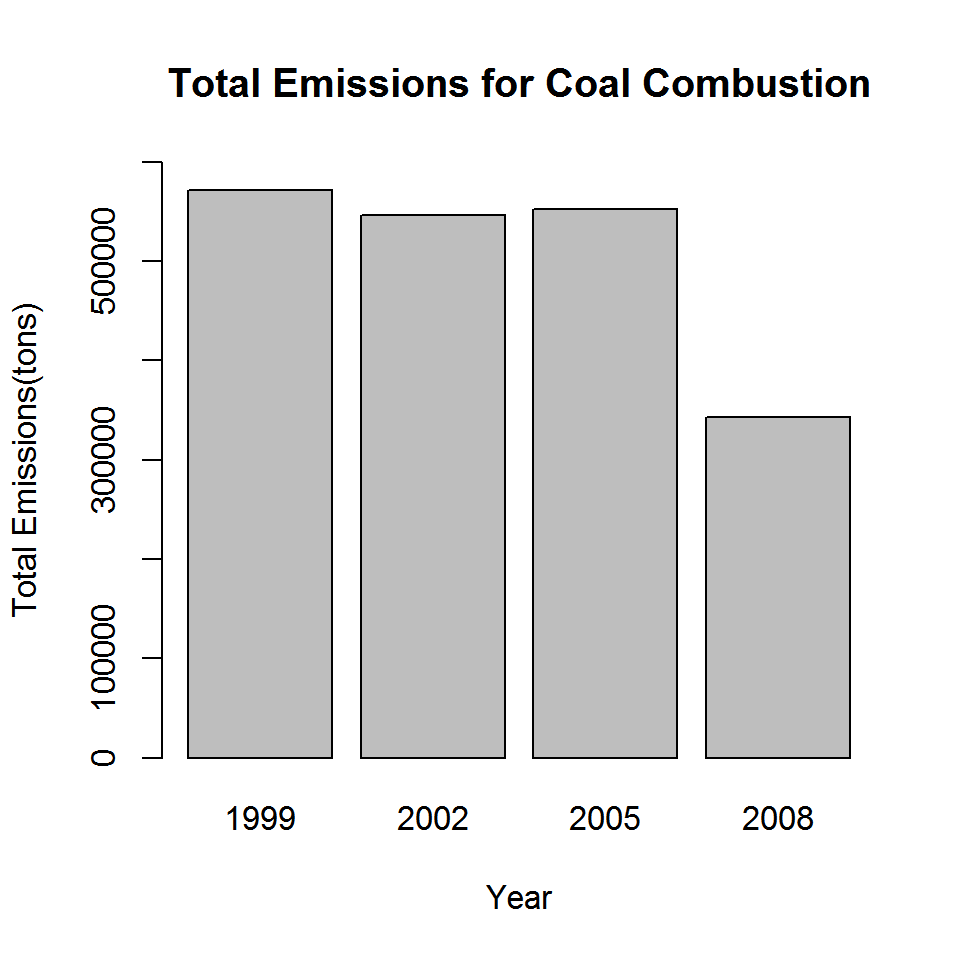 Total Emissions for Coal Combustion
Total Emissions(tons)
500000
300000
100000
0
1999 2002 2005 2008
Year